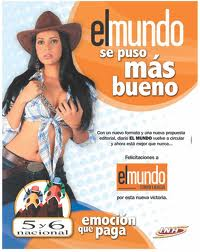 el mundo
se puso
más
bueno
Con un nuevo formato y una nueva propuesta
editorial, diario EL MUNDO vuelve a circular
y ahora está mejor que nunca...
Felicitaciones a
el mundo
por esta nueva victoria.
5 y 6
nacional
emoción
que paga
INH